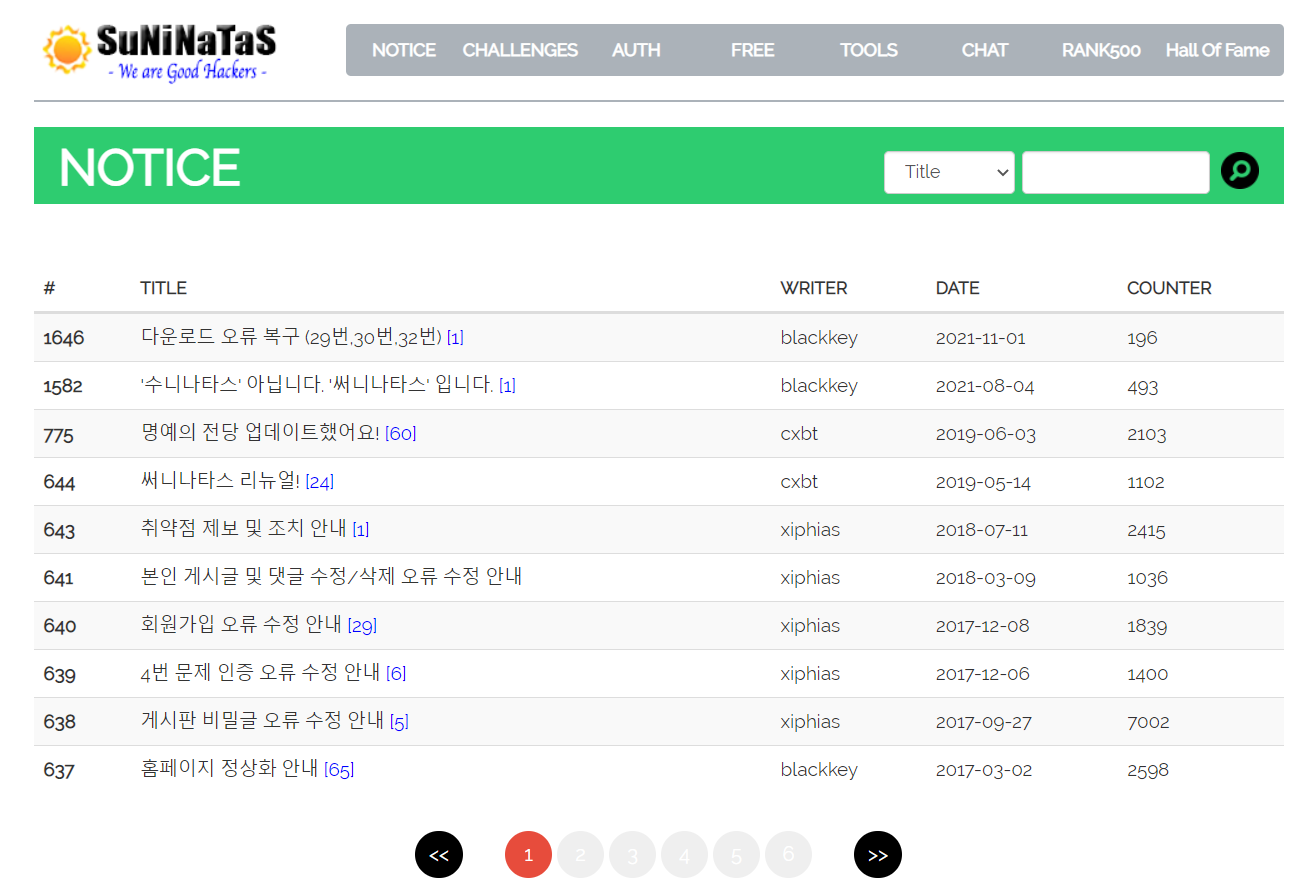 SuNiNaTaS
- We are Good Hackers -
NOTICE CHALLENGES AUTH FREE TOOLS CHAT RANK500 Hall Of Fame
NOTICE Title
# TITLE WRITER DATE COUNTER
1646 다운로드 오류 복구 (29번,30번,32번) [1] blackkey 2021-11-01 196
1582 '수니나타스' 아닙니다. '써니나타스' 입니다. [1] blackkey 2021-08-04 493
775 명예의 전당 업데이트했어요! [60] cxbt 2019-06-03 2103
644 써니나타스 리뉴얼! [24] cxbt 2019-05-14 1102
643 취약점 제보 및 조치 안내 [1] xiphias 2018-07-11 2415
641 본인 게시글 및 댓글 수정/삭제 오류 수정 안내 xiphias 2018-03-09 1036
640 회원가입 오류 수정 안내 [29] xiphias 2017-12-08 1839
639 4번 문제 인증 오류 수정 안내 [6] xiphias 2017-12-06 1400
638 게시판 비밀글 오류 수정 안내 [5] xiphias 2017-09-27 7002
637 홈페이지 정상화 안내 [65] blackkey 2017-03-02 2598
<< 1 2 3 4 5 6 >>